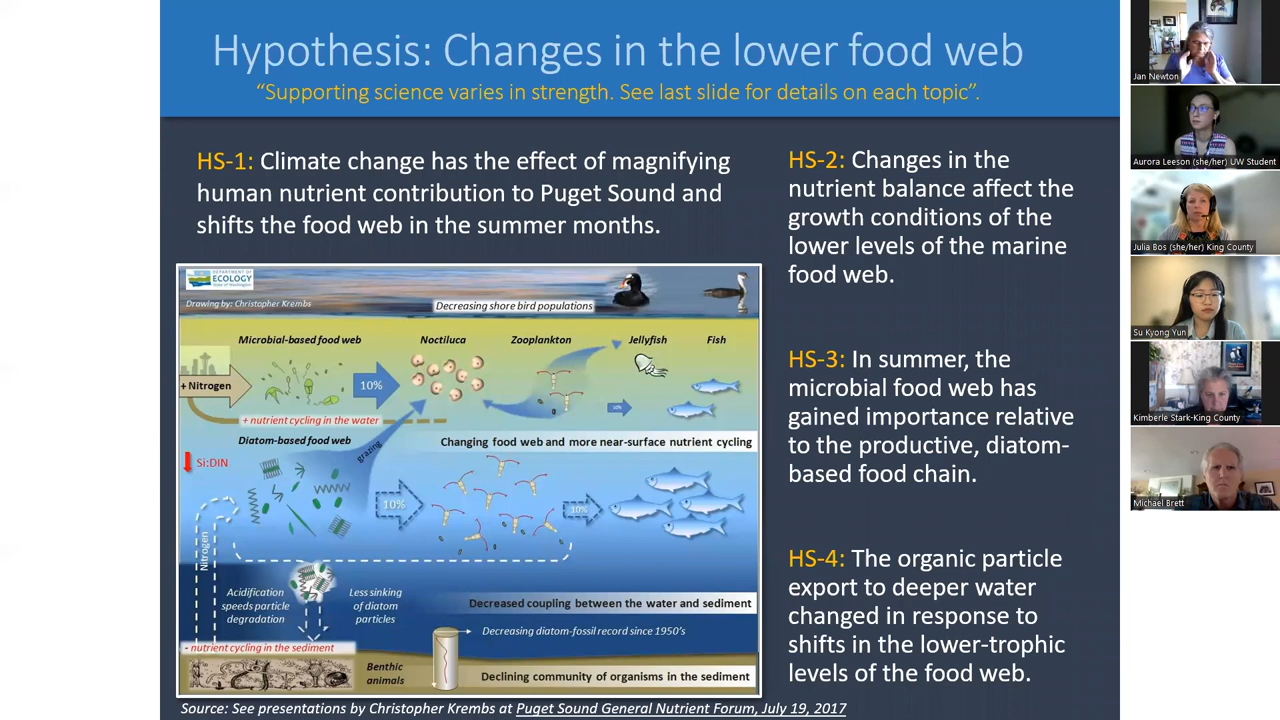 Hypothesis: Changes in the lower food web
“Supporting science varies in strength. See last slide for details on each topic”.
HS-1: Climate change has the effect of magnifying
human nutrient contribution to Puget Sound and
shifts the food web in the summer months.
DEPARTMENT OF
ECOLOGY
State of Washington
Drawing by: Christopher Krembs
Decreasing shore bird populations
Microbial-based food web
Noctiluca
Zooplankton
Jellyfish
Fish
+ Nitrogen
10%
10%
+ nutrient cycling in the water
Diatom-based food web
grazing
Changing food web and more near-surface nutrient cycling
Si:DIN
10%
10%
Nitrogen
Acidification
speeds particle
degradation
Less sinking
of diatom
particles
Decreased coupling between the water and sediment
Decreasing diatom-fossil record since 1950’s
- nutrient cycling in the sediment
Benthic
animals
Declining community of organisms in the sediment
Source: See presentations by Christopher Krembs at Puget Sound General Nutrient Forum, July 19, 2017
HS-2: Changes in the
nutrient balance affect the
growth conditions of the
lower levels of the marine
food web.
HS-3: In summer, the
microbial food web has
gained importance relative
to the productive, diatom-
based food chain.
HS-4: The organic particle
export to deeper water
changed in response to
shifts in the lower-trophic
levels of the food web.
Jan Newton
Aurora Leeson (she/her) UW Student
Julia Bos (she/her) King County
Su Kyong Yun
Kimberle Stark-King County
Michael Brett